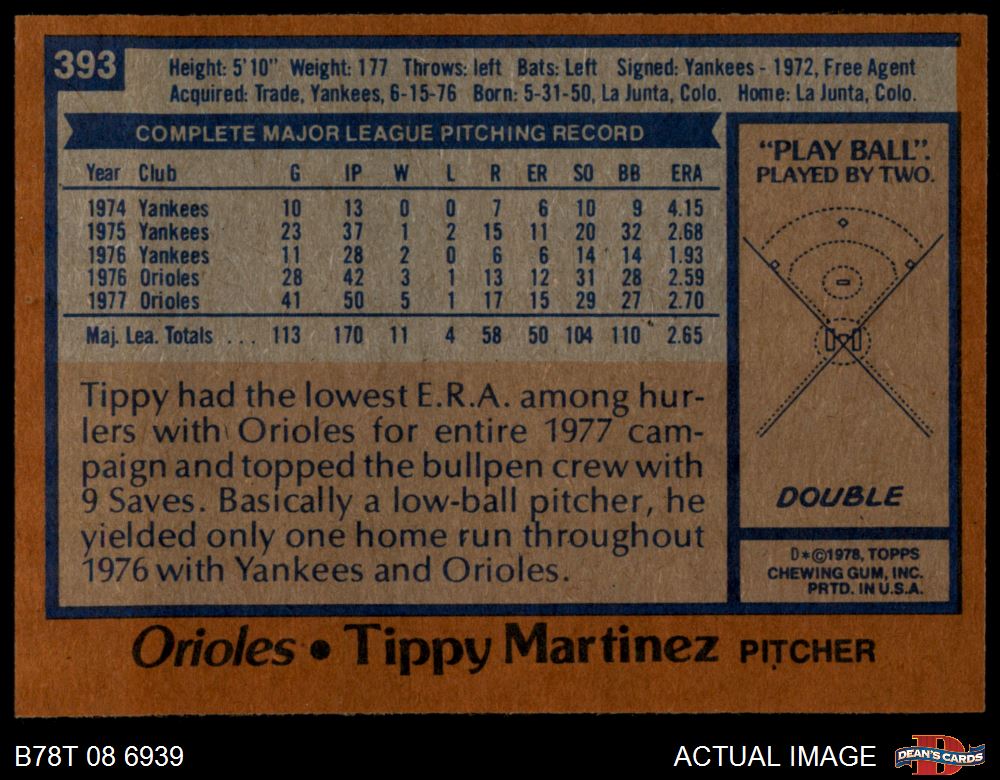 393
Height: 5'10" Weight: 177 Throws: left Bats: Left Signed: Yankees - 1972, Free Agent
Acquired: Trade, Yankees, 6-15-76 Born: 5-31-50, La Junta, Colo. Home: La Junta, Colo.
COMPLETE MAJOR LEAGUE PITCHING RECORD
Year Club G IP W L R ER SO BB ERA
1974 Yankees 10 13 0 0 7 6 10 9 4.15
1975 Yankees 23 37 1 2 15 11 20 32 2.68
1976 Yankees 11 28 2 0 6 6 14 14 1.93
1976 Orioles 28 42 3 1 13 12 31 28 2.59
1977 Orioles 41 50 5 1 17 15 29 27 2.70
Maj. Lea. Totals . . . 113 170 11 4 58 50 104 110 2.65
Tippy had the lowest E.R.A. among hur-
lers with Orioles for entire 1977 cam-
paign and topped the bullpen crew with
9 Saves. Basically a low-ball pitcher, he
yielded only one home run throughout
1976 with Yankees and Orioles.
"PLAY BALL".
PLAYED BY TWO.
DOUBLE
D*©1978, TOPPS
CHEWING GUM, INC.
PRTD. IN U.S.A.
Orioles • Tippy Martinez PITCHER
B78T 08 6939
ACTUAL IMAGE
DEAN'S CARDS